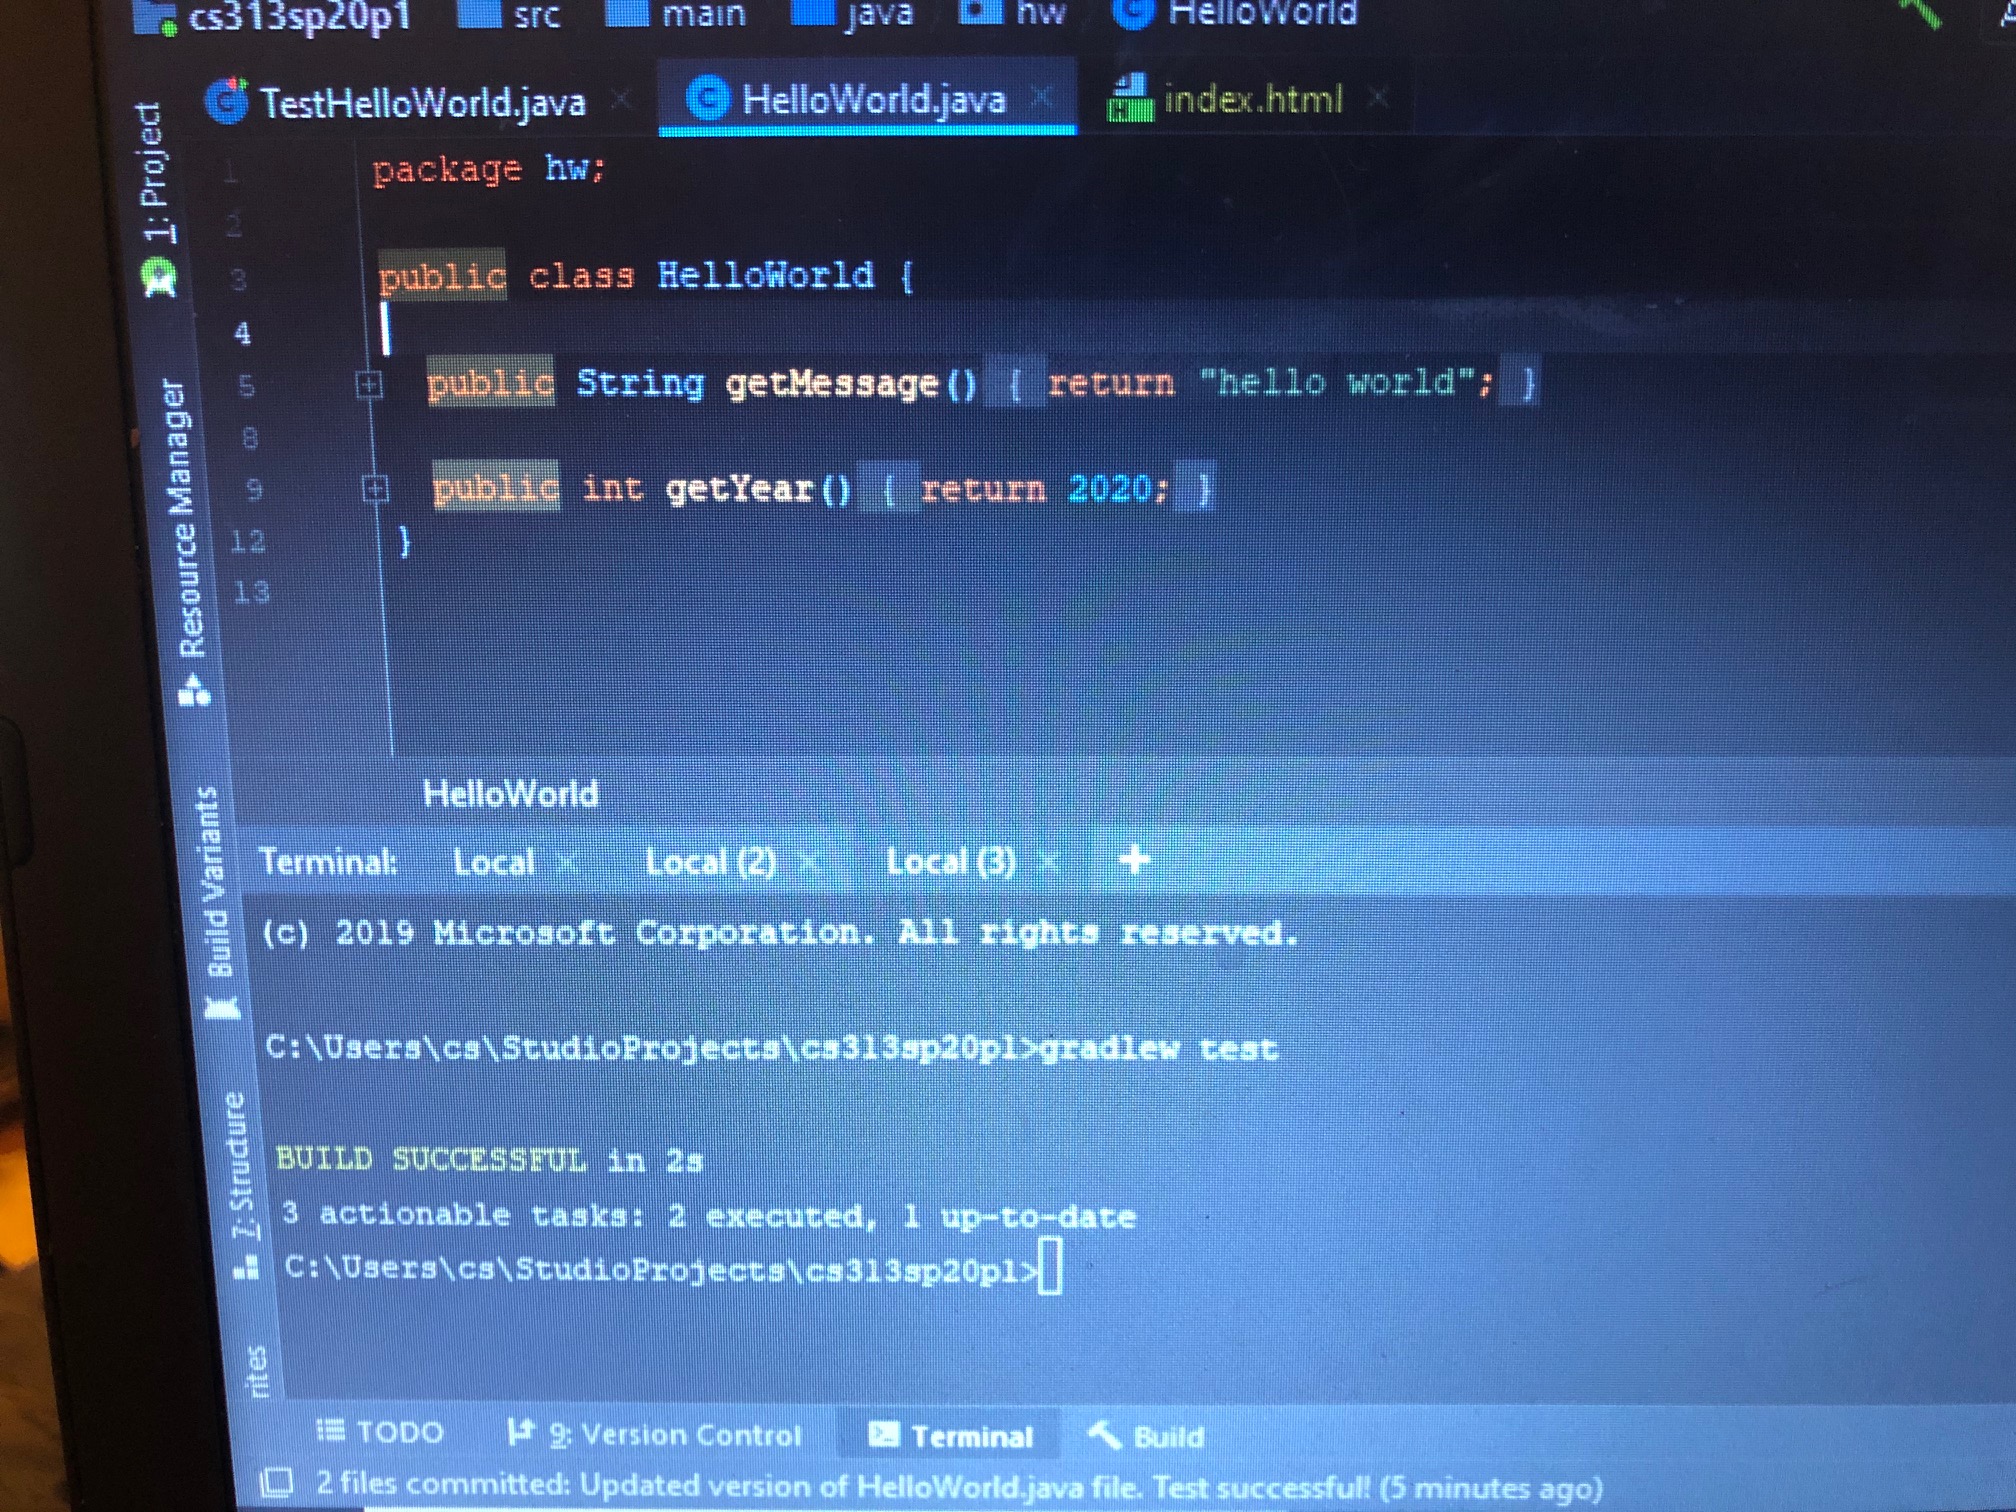 cs313sp20p1 src main java hw HelloWorld
TestHelloWorld.java HelloWorld.java index.html
1: Project
Resource Manager
Build Variants
7: Structure
rites
1 package hw;
2
3 public class HelloWorld {
4
5 public String getMessage() { return "hello world"; }
8
9 public int getYear() { return 2020; }
12 }
13
HelloWorld
Terminal: Local Local (2) Local (3) +
(c) 2019 Microsoft Corporation. All rights reserved.
C:\Users\cs\StudioProjects\cs313sp20p1>gradlew test
BUILD SUCCESSFUL in 2s
3 actionable tasks: 2 executed, 1 up-to-date
C:\Users\cs\StudioProjects\cs313sp20p1>
TODO 9: Version Control Terminal Build
2 files committed: Updated version of HelloWorld.java file. Test successful! (5 minutes ago)